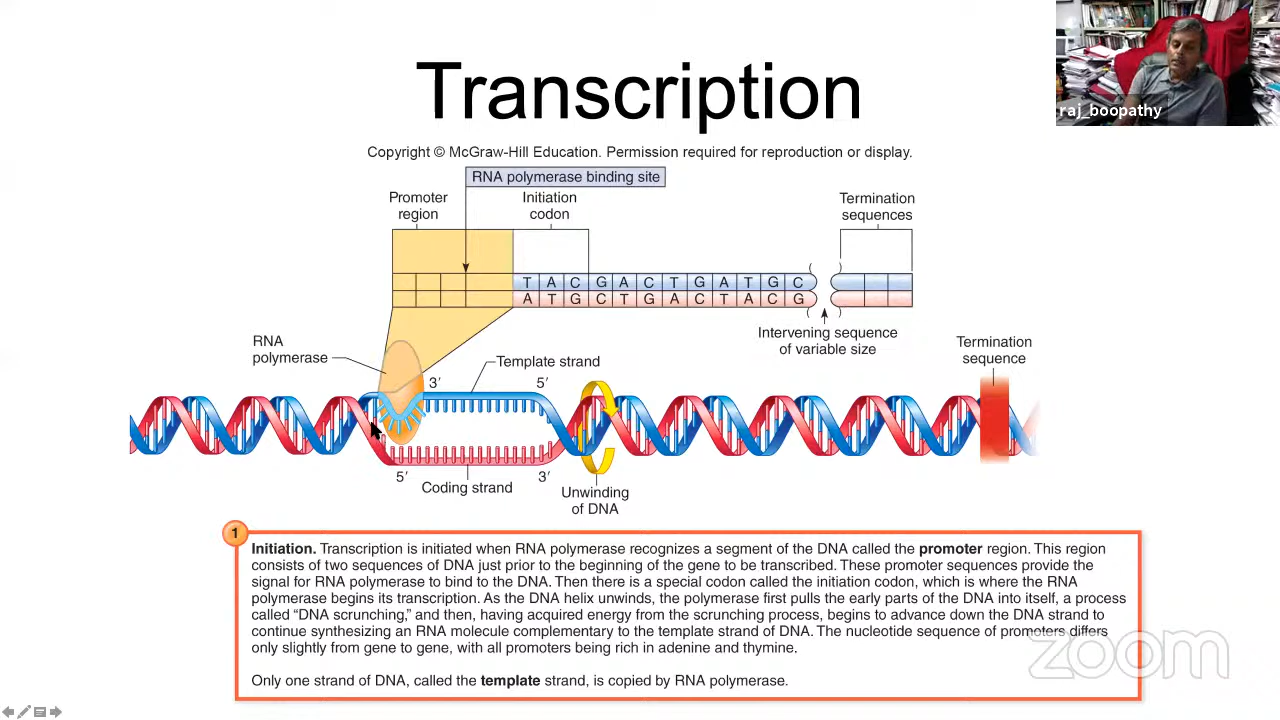 Transcription
raj_boopathy
Copyright © McGraw-Hill Education. Permission required for reproduction or display.
RNA polymerase binding site
Promoter
region
Initiation
codon
Termination
sequences
T A C G A C T G A T G C
A T G C T G A C T A C G
Intervening sequence
of variable size
RNA
polymerase
Template strand
Termination
sequence
3′ 5′
5′ 3′
Coding strand
Unwinding
of DNA
1
Initiation. Transcription is initiated when RNA polymerase recognizes a segment of the DNA called the promoter region. This region
consists of two sequences of DNA just prior to the beginning of the gene to be transcribed. These promoter sequences provide the
signal for RNA polymerase to bind to the DNA. Then there is a special codon called the initiation codon, which is where the RNA
polymerase begins its transcription. As the DNA helix unwinds, the polymerase first pulls the early parts of the DNA into itself, a process
called “DNA scrunching,” and then, having acquired energy from the scrunching process, begins to advance down the DNA strand to
continue synthesizing an RNA molecule complementary to the template strand of DNA. The nucleotide sequence of promoters differs
only slightly from gene to gene, with all promoters being rich in adenine and thymine.
Only one strand of DNA, called the template strand, is copied by RNA polymerase.
zoom